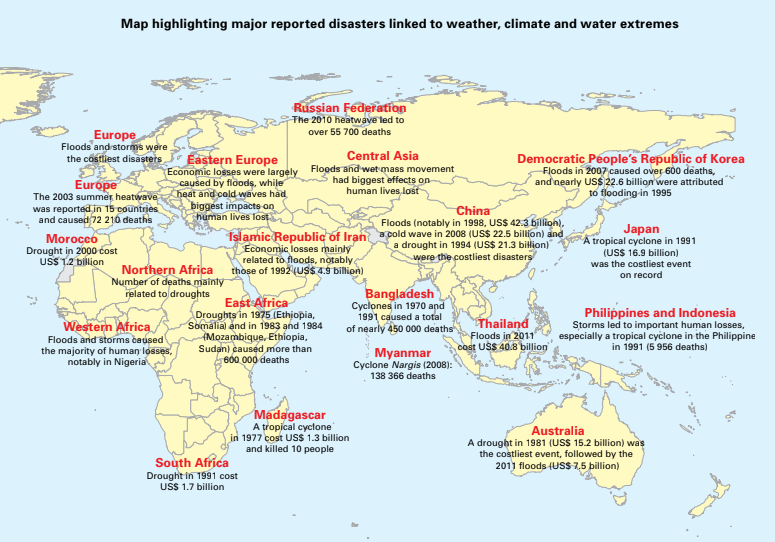 Map highlighting major reported disasters linked to weather, climate and water extremes
Russian Federation
The 2010 heatwave led to
over 55 700 deaths
Europe
Floods and storms were
the costliest disasters
Eastern Europe
Economic losses were largely
caused by floods, while
heat and cold waves had
biggest impacts on
human lives lost
Central Asia
Floods and wet mass movement
had biggest effects on
human lives lost
Democratic People's Republic of Korea
Floods in 2007 caused over 600 deaths,
and nearly US$ 22.6 billion were attributed
to flooding in 1995
Europe
The 2003 summer heatwave
was reported in 15 countries
and caused 72 210 deaths
China
Floods (notably in 1998, US$ 42.3 billion),
a cold wave in 2008 (US$ 22.5 billion) and
a drought in 1994 (US$ 21.3 billion)
were the costliest disasters
Japan
A tropical cyclone in 1991
(US$ 16.9 billion)
was the costliest event
on record
Morocco
Drought in 2000 cost
US$ 1.2 billion
Islamic Republic of Iran
Economic losses mainly
related to floods, notably
those of 1992 (US$ 4.9 billion)
Northern Africa
Number of deaths mainly
related to droughts
East Africa
Droughts in 1975 (Ethiopia,
Somalia) and in 1983 and 1984
(Mozambique, Ethiopia,
Sudan) caused more than
600 000 deaths
Bangladesh
Cyclones in 1970 and
1991 caused a total
of nearly 450 000 deaths
Western Africa
Floods and storms caused
the majority of human losses,
notably in Nigeria
Thailand
Floods in 2011
cost US$ 40.8 billion
Philippines and Indonesia
Storms led to important human losses,
especially a tropical cyclone in the Philippine
in 1991 (5 956 deaths)
Myanmar
Cyclone Nargis (2008):
138 366 deaths
Madagascar
A tropical cyclone
in 1977 cost US$ 1.3 billion
and killed 10 people
Australia
A drought in 1981 (US$ 15.2 billion) was
the costliest event, followed by the
2011 floods (US$ 7.5 billion)
South Africa
Drought in 1991 cost
US$ 1.7 billion